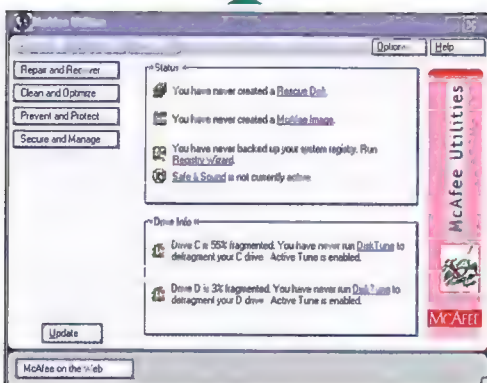 McAfee Utilities
Options Help
Repair and Recover
Clean and Optimize
Prevent and Protect
Secure and Manage
Status
You have never created a Rescue Disk.
You have never created a McAfee Image.
You have never backed up your system registry. Run
Registry Wizard.
Safe & Sound is not currently active
Drive Info
Drive C is 55% fragmented. You have never run DiskTune to
defragment your C drive. Active Tune is enabled.
Drive D is 3% fragmented. You have never run DiskTune to
defragment your D drive. Active Tune is enabled.
Update
McAfee on the Web
McAfee Utilities
MCAFEE